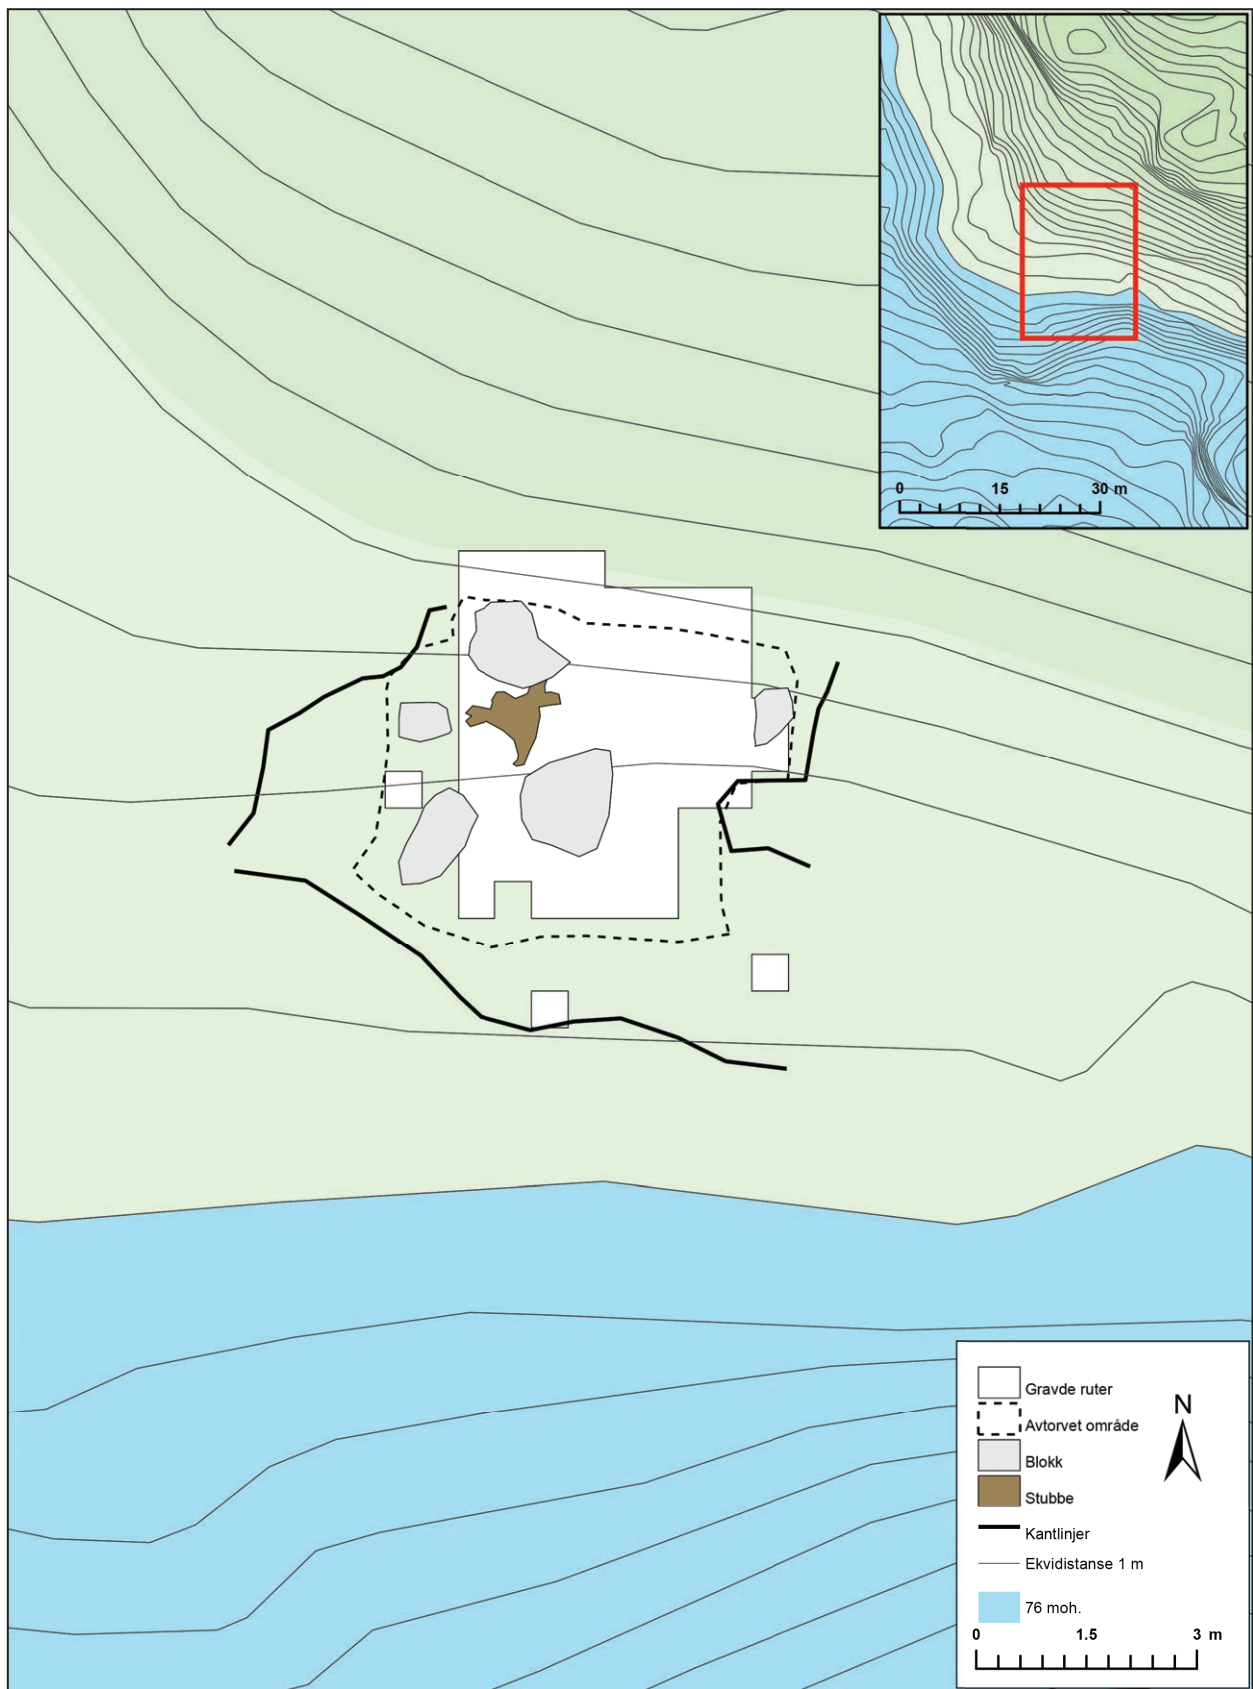 0 15 30 m
Gravde ruter
N
Avtorvet område
Blokk
Stubbe
Kantlinjer
Ekvidistanse 1 m
76 moh.
0 1.5 3 m